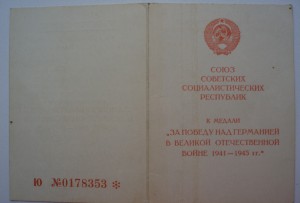 СОЮЗ
СОВЕТСКИХ
СОЦИАЛИСТИЧЕСКИХ
РЕСПУБЛИК
К МЕДАЛИ
„ЗА ПОБЕДУ НАД ГЕРМАНИЕЙ
В ВЕЛИКОЙ ОТЕЧЕСТВЕННОЙ
ВОЙНЕ 1941—1945 гг.“
Ю №0178353 ✻